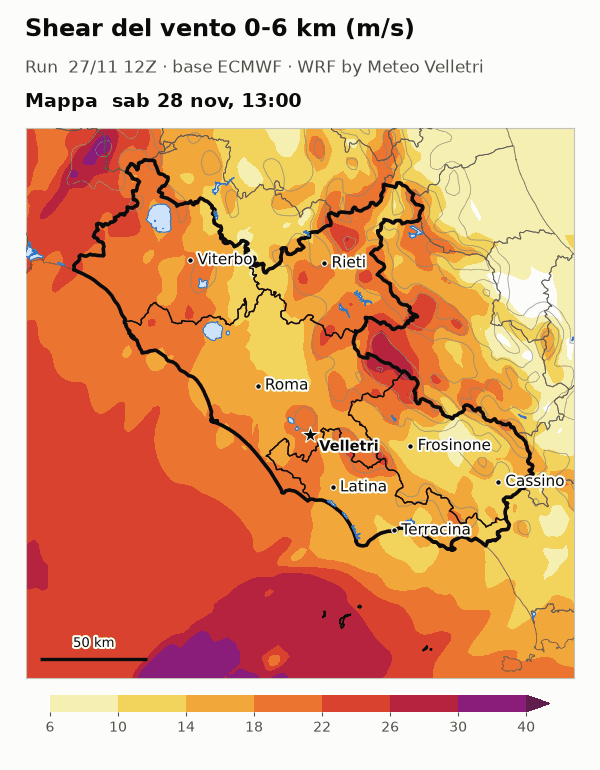 Shear del vento 0-6 km (m/s)
Run  27/11 12Z · base ECMWF · WRF by Meteo Velletri
Mappa  sab 28 nov, 13:00
Viterbo
Rieti
Roma
Velletri
Frosinone
Cassino
Latina
Terracina
50 km
6 10 14 18 22 26 30 40